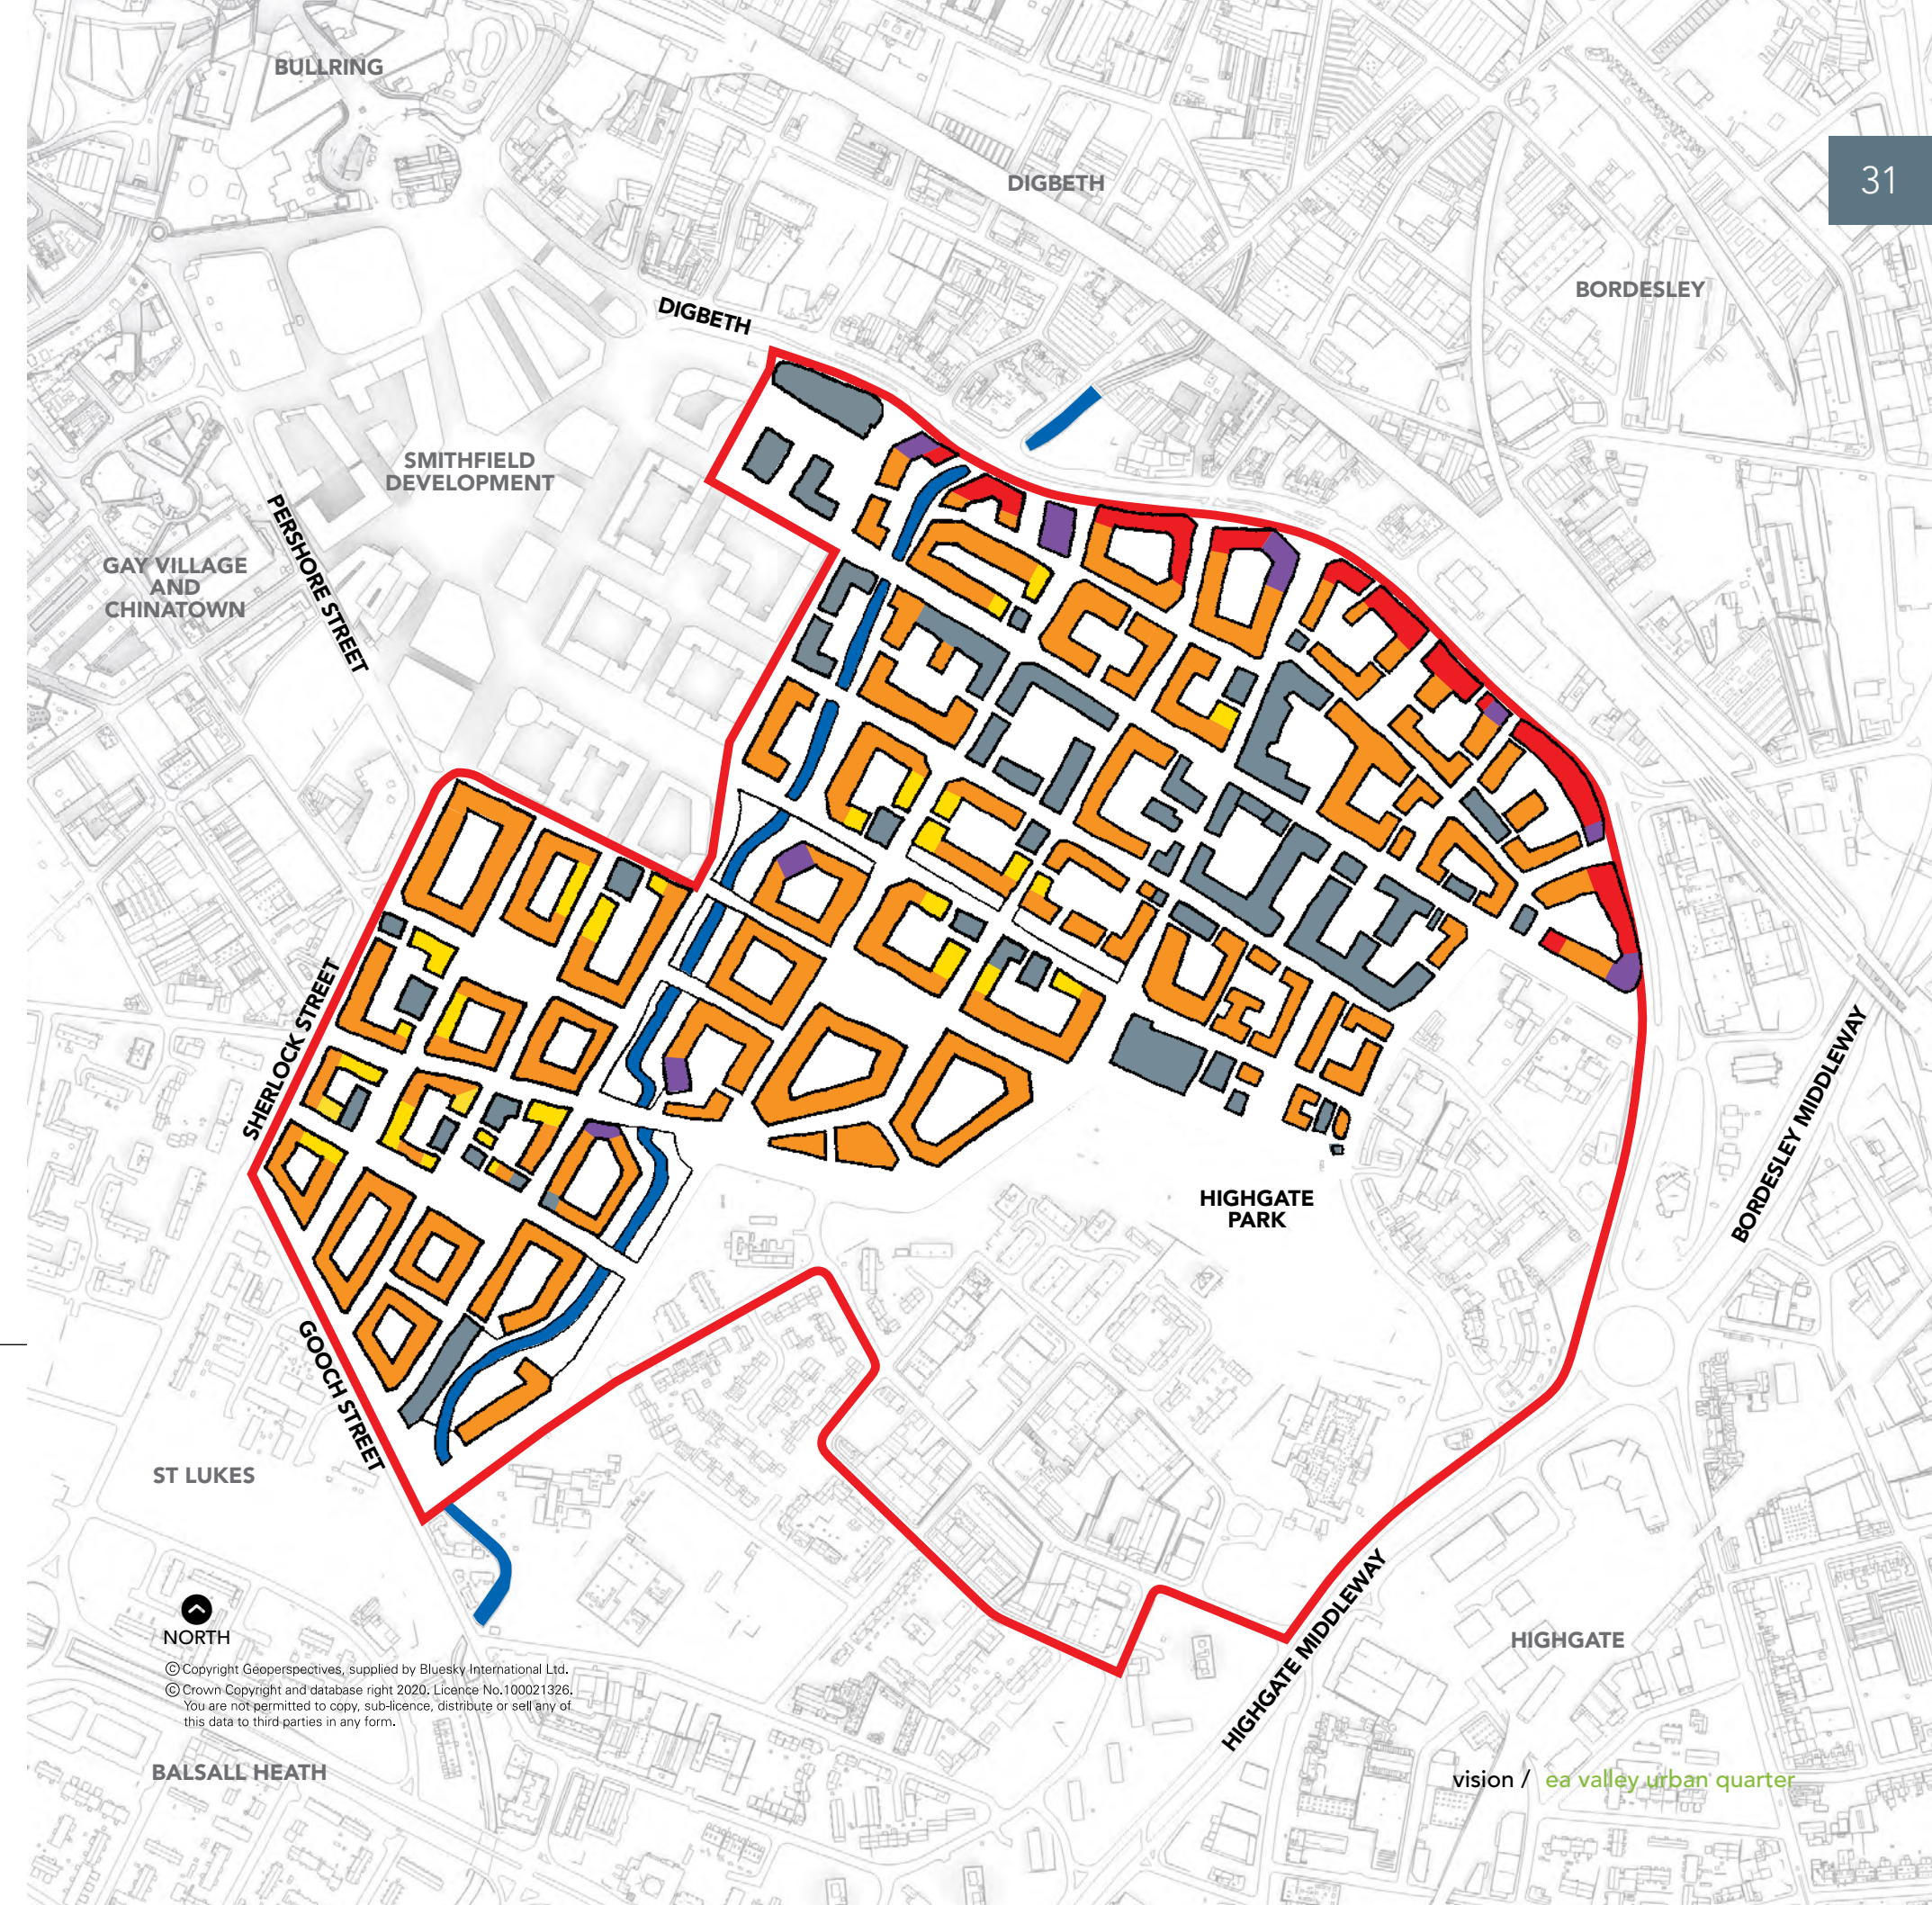 BULLRING
DIGBETH
31
BORDESLEY
DIGBETH
SMITHFIELD
DEVELOPMENT
PERSHORE STREET
GAY VILLAGE
AND
CHINATOWN
SHERLOCK STREET
BORDESLEY MIDDLEWAY
HIGHGATE
PARK
GOOCH STREET
ST LUKES
HIGHGATE MIDDLEWAY
NORTH
HIGHGATE
© Copyright Geoperspectives, supplied by Bluesky International Ltd.
© Crown Copyright and database right 2020. Licence No.100021326.
You are not permitted to copy, sub-licence, distribute or sell any of
this data to third parties in any form.
BALSALL HEATH
vision / ea valley urban quarter